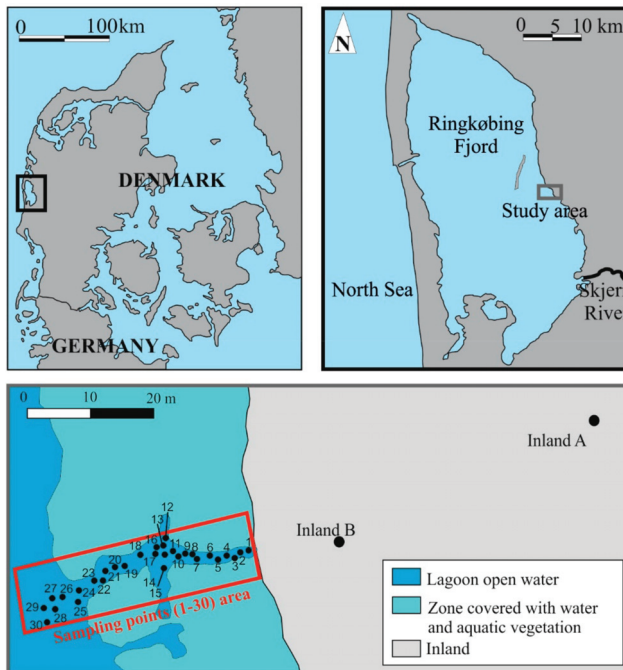 0 100km
DENMARK
GERMANY
0 5 10 km
N
Ringkøbing
Fjord
Study area
North Sea
Skjern
River
0 10 20 m
Inland A
Inland B
12
13
16 11 1
18 17 10 9 8 7 6 5 4 3 2
20
23 21 19
22
14
15
27 26 24
29 25
30 28
Sampling points (1-30) area
Lagoon open water
Zone covered with water
and aquatic vegetation
Inland